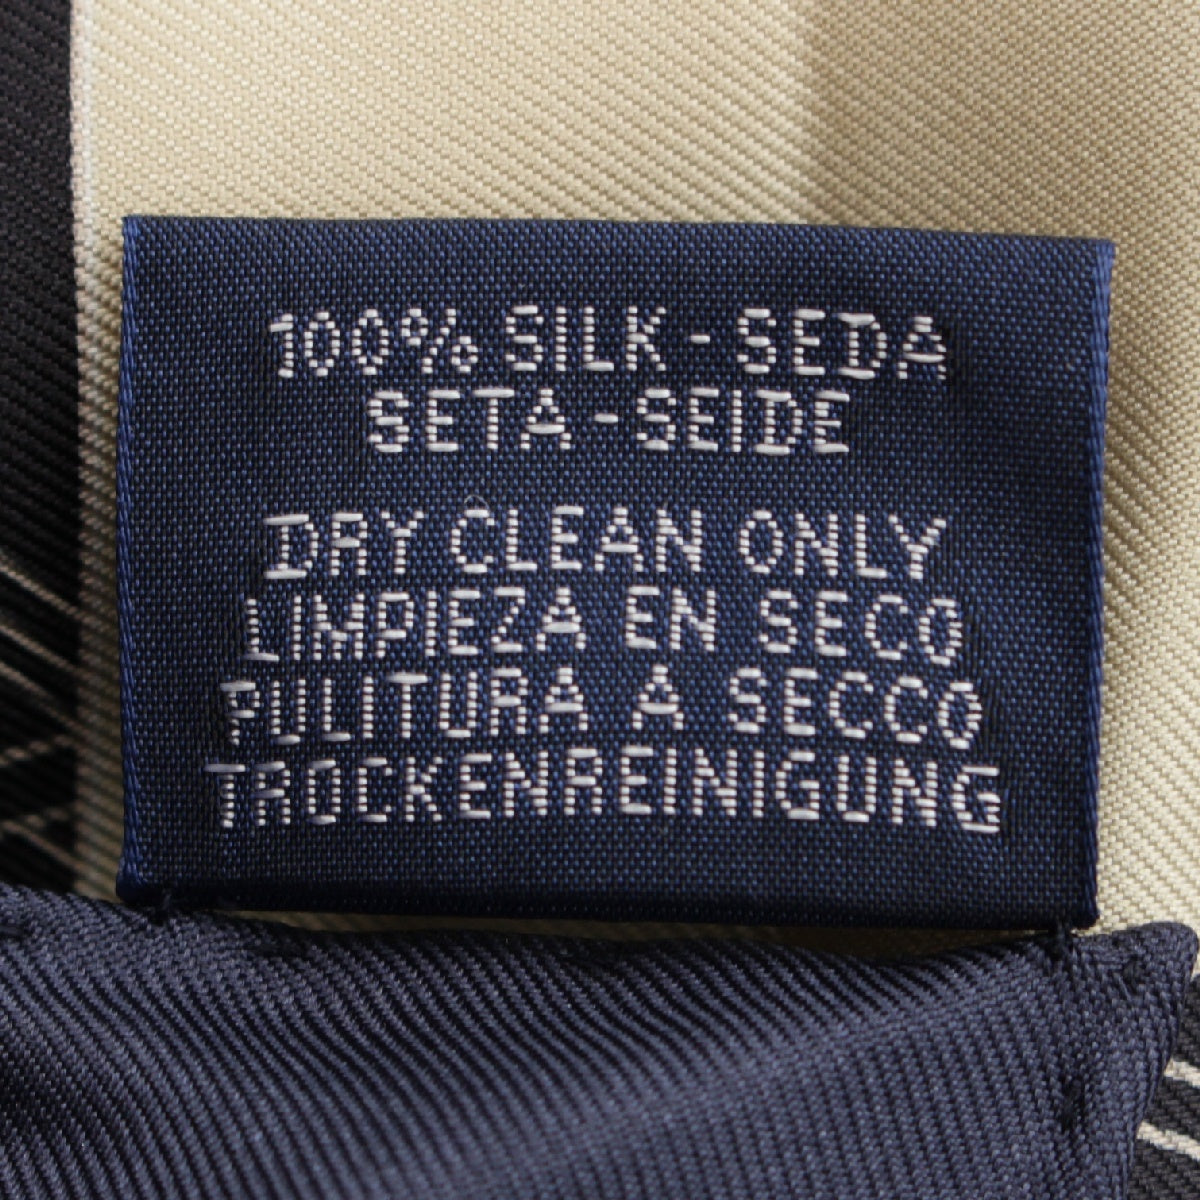 100% SILK - SEDA
SETA - SEIDE
DRY CLEAN ONLY
LIMPIEZA EN SECO
PULITURA A SECCO
TROCKENREINIGUNG